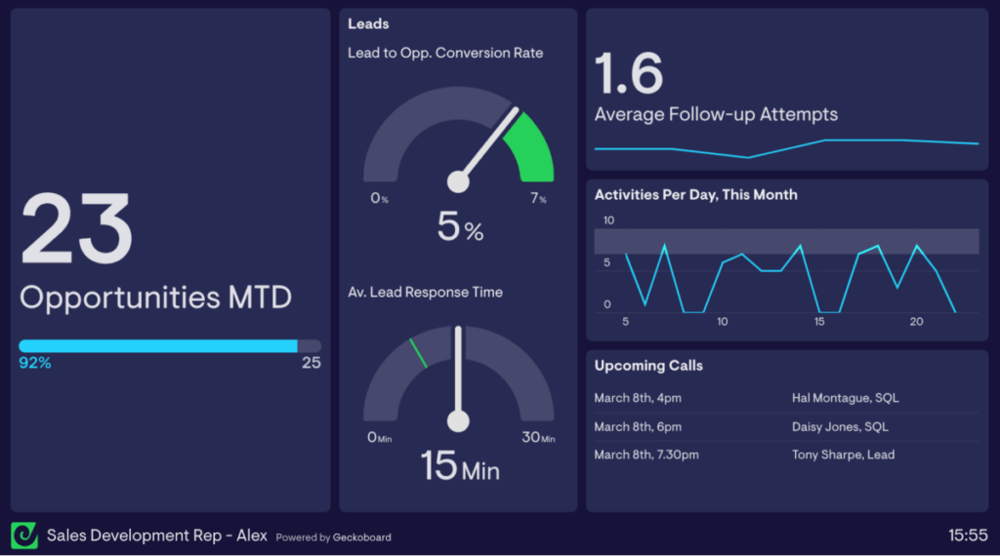 23
Opportunities MTD
92% 25
Leads
Lead to Opp. Conversion Rate
0% 7%
5%
Av. Lead Response Time
0Min 30Min
15Min
1.6
Average Follow-up Attempts
Activities Per Day, This Month
10
5
0
5 10 15 20
Upcoming Calls
March 8th, 4pm Hal Montague, SQL
March 8th, 6pm Daisy Jones, SQL
March 8th, 7.30pm Tony Sharpe, Lead
Sales Development Rep - Alex Powered by Geckoboard 15:55